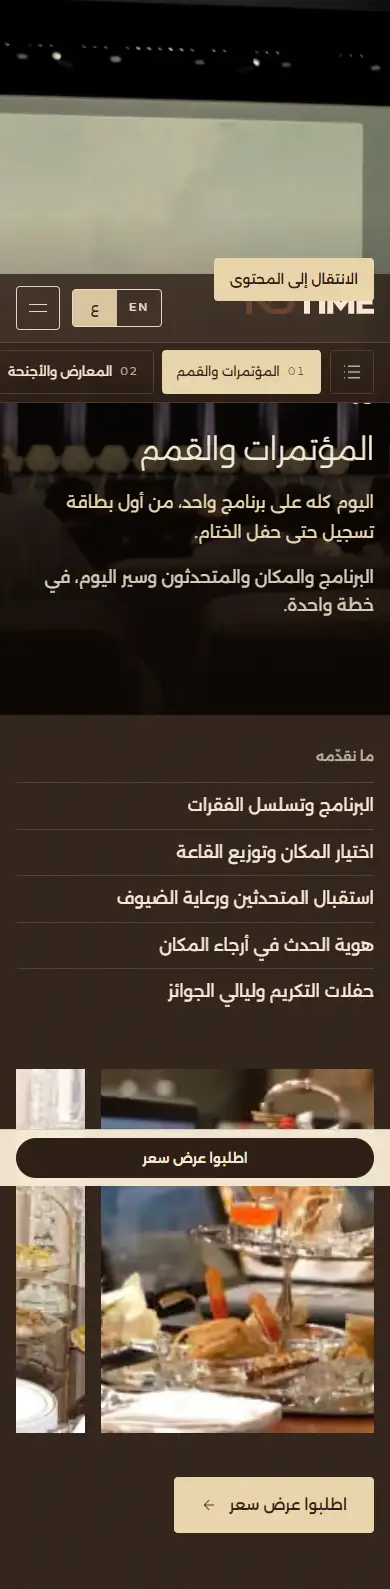 الانتقال إلى المحتوى
TIME
ع EN
01 المؤتمرات والقمم
02 المعارض والأجنحة
المؤتمرات والقمم
اليوم كله على برنامج واحد، من أول بطاقة
تسجيل حتى حفل الختام.
البرنامج والمكان والمتحدثون وسير اليوم، في
خطة واحدة.
ما نقدّمه
البرنامج وتسلسل الفقرات
اختيار المكان وتوزيع القاعة
استقبال المتحدثين ورعاية الضيوف
هوية الحدث في أرجاء المكان
حفلات التكريم وليالي الجوائز
اطلبوا عرض سعر
اطلبوا عرض سعر